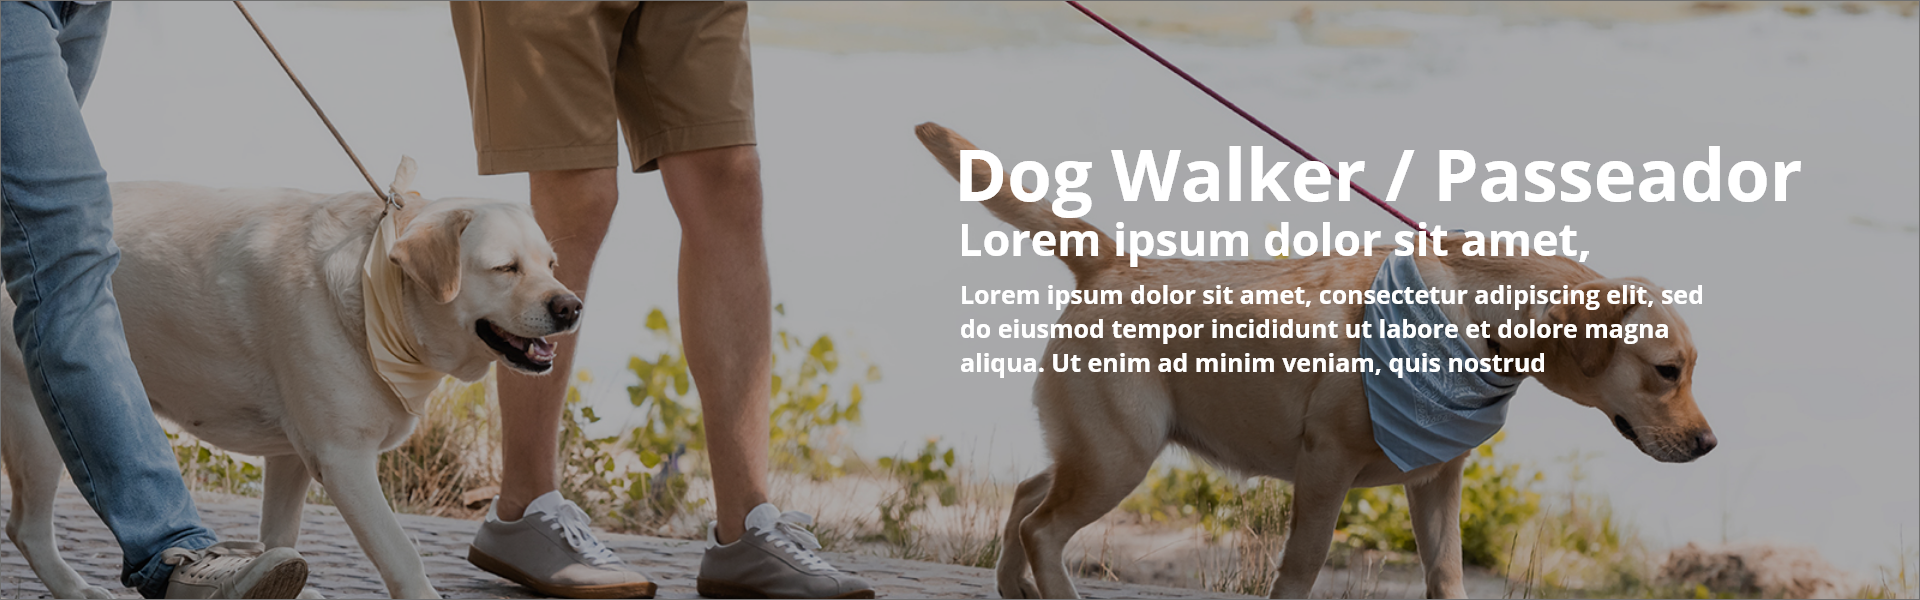 Dog Walker / Passeador
Lorem ipsum dolor sit amet,
Lorem ipsum dolor sit amet, consectetur adipiscing elit, sed
do eiusmod tempor incididunt ut labore et dolore magna
aliqua. Ut enim ad minim veniam, quis nostrud